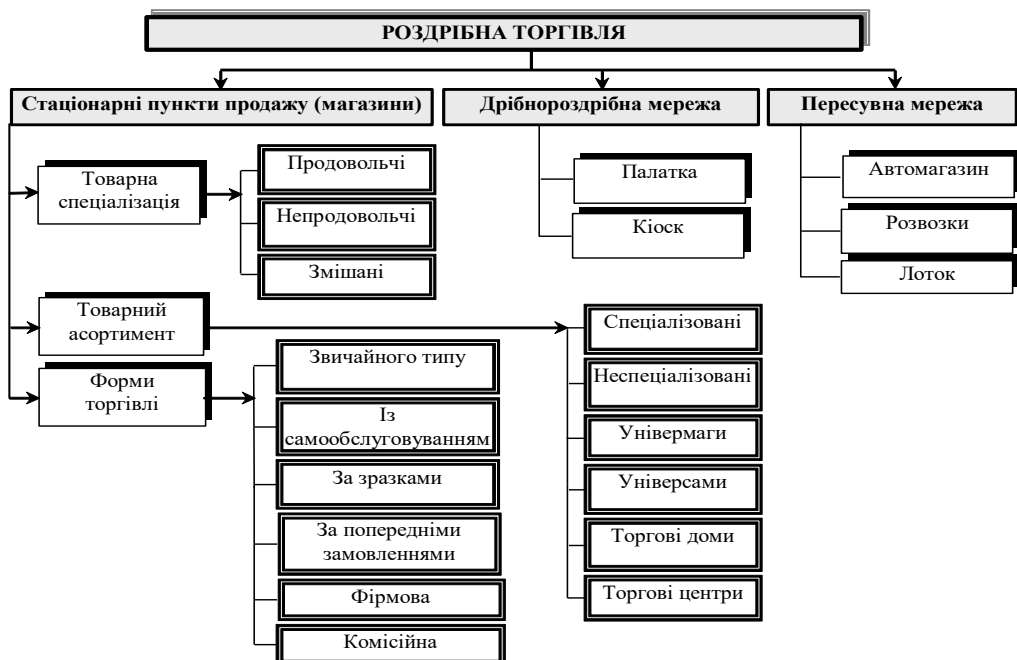 РОЗДРІБНА ТОРГІВЛЯ
Стаціонарні пункти продажу (магазини)
Дрібнороздрібна мережа
Пересувна мережа
Товарна
спеціалізація
Продовольчі
Непродовольчі
Змішані
Палатка
Кіоск
Автомагазин
Розвозки
Лоток
Товарний
асортимент
Спеціалізовані
Неспеціалізовані
Універмаги
Універсами
Торгові доми
Торгові центри
Форми
торгівлі
Звичайного типу
Із
самообслуговуванням
За зразками
За попередніми
замовленнями
Фірмова
Комісійна